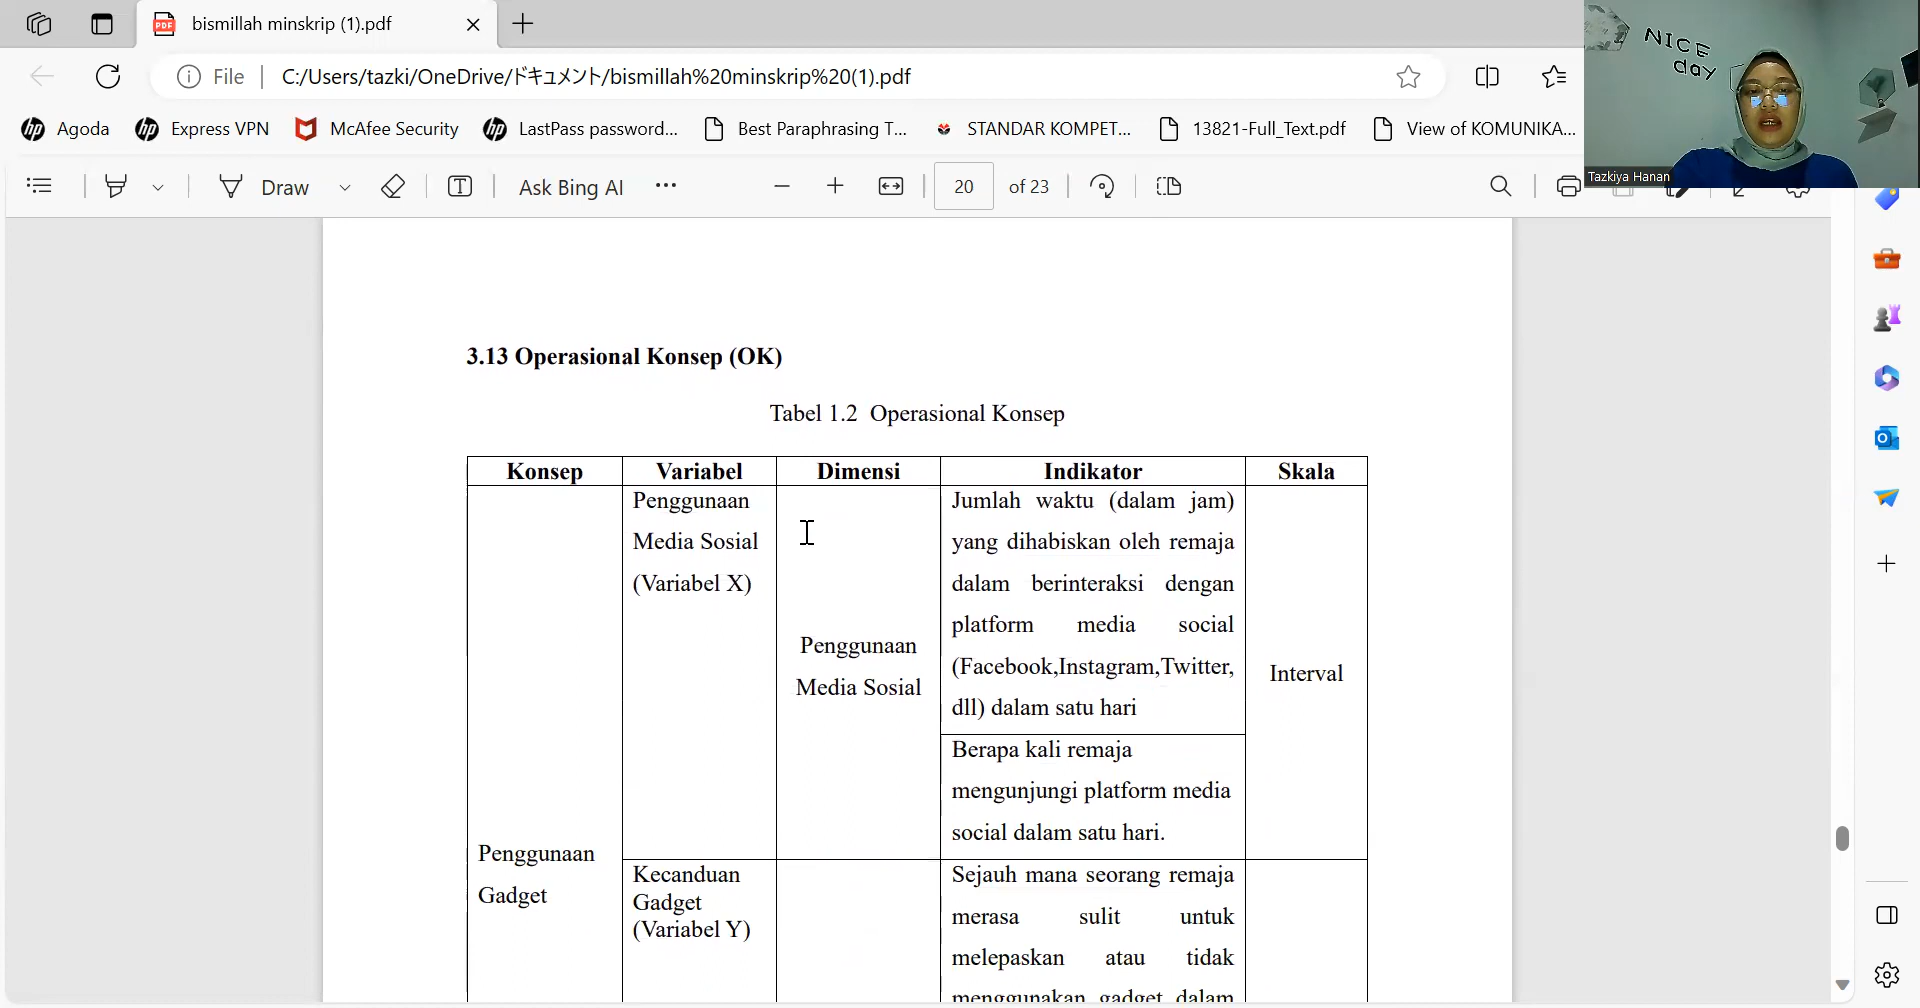 bismillah minskrip (1).pdf
File
C:/Users/tazki/OneDrive/ドキュメント/bismillah%20minskrip%20(1).pdf
Agoda
Express VPN
McAfee Security
LastPass password...
Best Paraphrasing T...
STANDAR KOMPET...
13821-Full_Text.pdf
View of KOMUNIKA...
NICE
day
Tazkiya Hanan
Draw
Ask Bing AI
20 of 23
3.13 Operasional Konsep (OK)
Tabel 1.2 Operasional Konsep
Konsep Variabel Dimensi Indikator Skala
Penggunaan
Gadget
Penggunaan
Media Sosial
(Variabel X)
Penggunaan
Media Sosial
Jumlah waktu (dalam jam)
yang dihabiskan oleh remaja
dalam berinteraksi dengan
platform media social
(Facebook,Instagram,Twitter,
dll) dalam satu hari
Interval
Berapa kali remaja
mengunjungi platform media
social dalam satu hari.
Kecanduan
Gadget
(Variabel Y)
Sejauh mana seorang remaja
merasa sulit untuk
melepaskan atau tidak
menggunakan gadget dalam